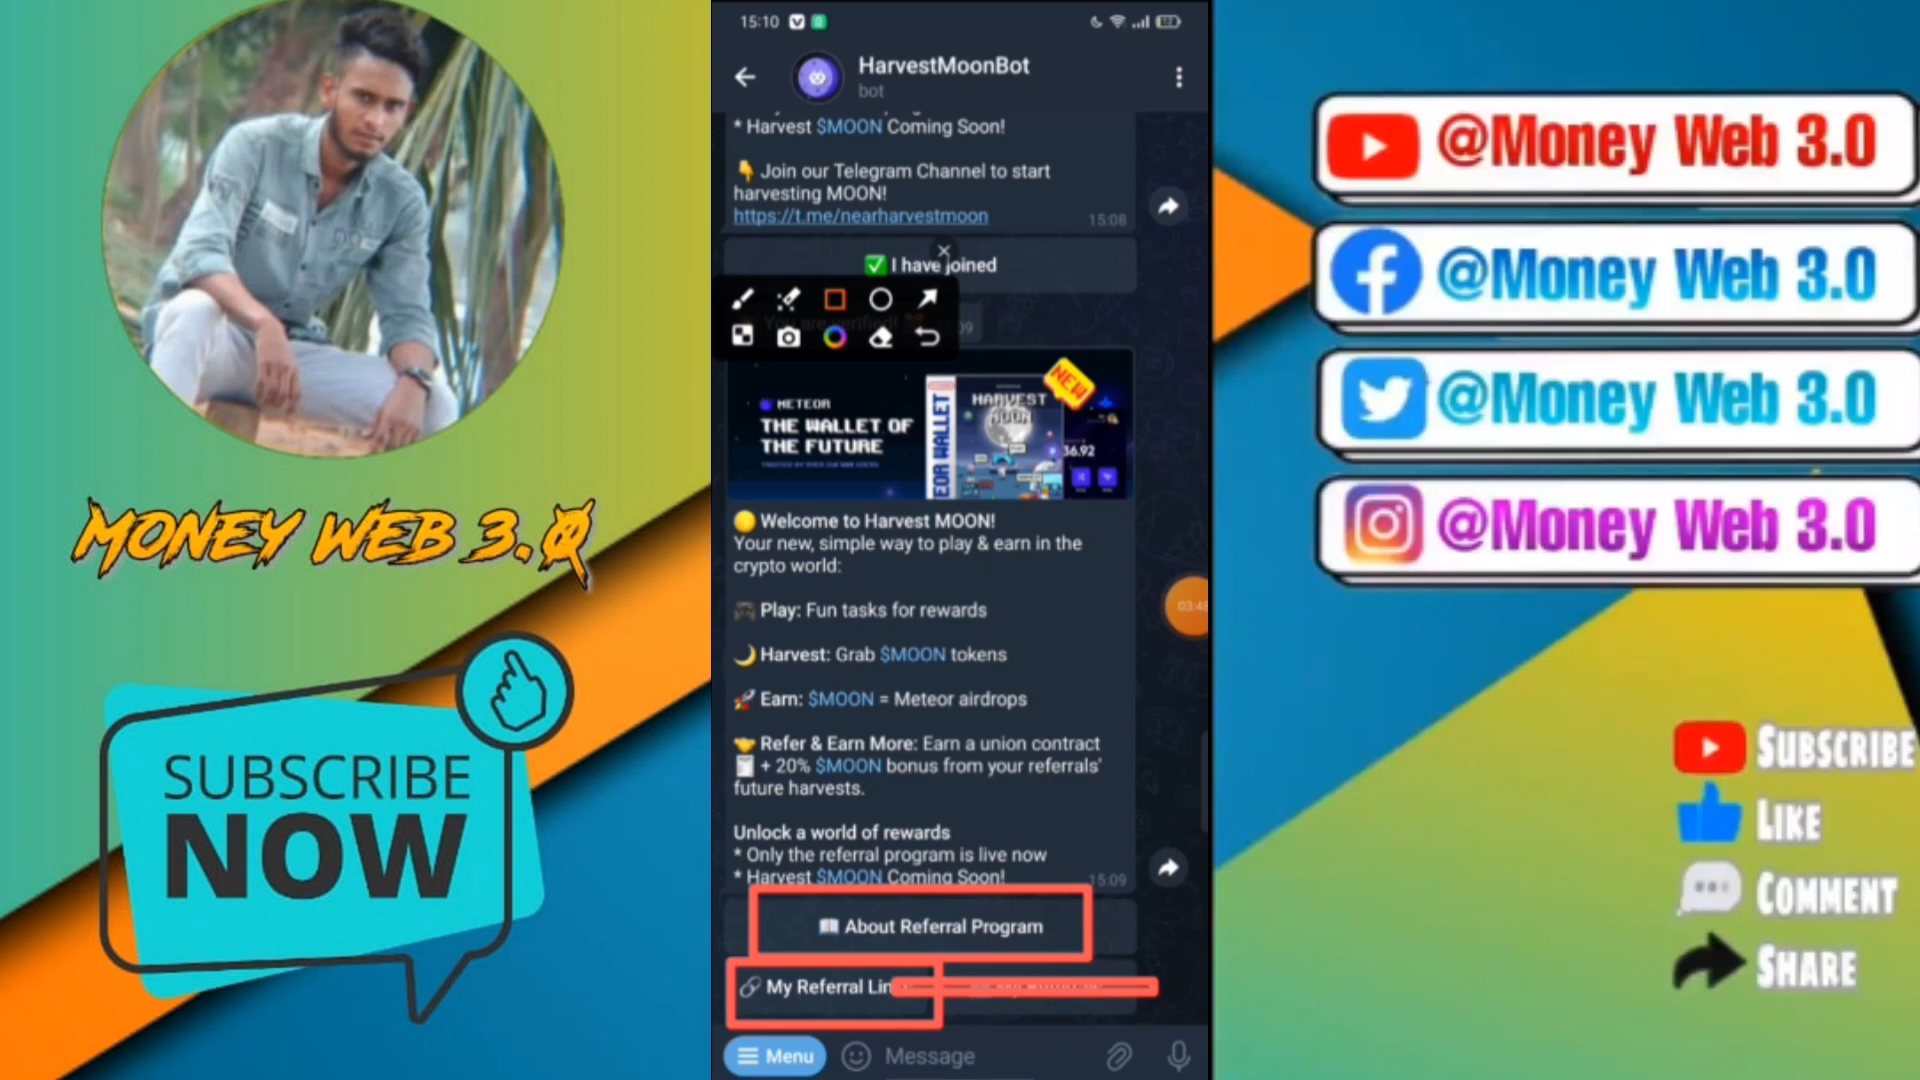 MONEY WEB 3.0
SUBSCRIBE
NOW
15:10
HarvestMoonBot
bot
* Harvest $MOON Coming Soon!
Join our Telegram Channel to start
harvesting MOON!
https://t.me/nearharvestmoon
15:08
I have joined
METEOR
THE WALLET OF
THE FUTURE
EOR WALLET
HARVEST
MOON
NEW
36.92
Welcome to Harvest MOON!
Your new, simple way to play & earn in the
crypto world:
Play: Fun tasks for rewards
Harvest: Grab $MOON tokens
Earn: $MOON = Meteor airdrops
Refer & Earn More: Earn a union contract
+ 20% $MOON bonus from your referrals'
future harvests.
Unlock a world of rewards
* Only the referral program is live now
* Harvest $MOON Coming Soon!
15:09
About Referral Program
My Referral Lin
Menu
Message
03:48
@Money Web 3.0
@Money Web 3.0
@Money Web 3.0
@Money Web 3.0
SUBSCRIBE
LIKE
COMMENT
SHARE